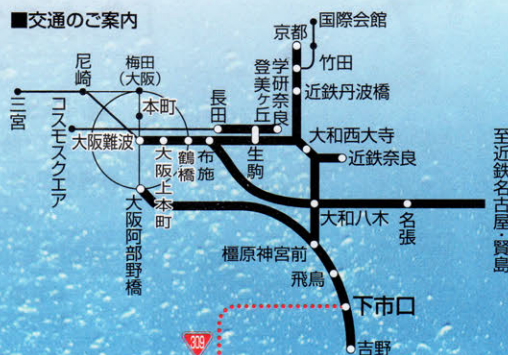 ■交通のご案内
国際会館
京都
竹田
近鉄丹波橋
学研奈良
登美ヶ丘
尼崎
梅田
(大阪)
三宮
コスモスクエア
本町
長田
大阪難波
大阪上本町
鶴橋
布施
生駒
大和西大寺
近鉄奈良
大阪阿部野橋
大和八木
名張
至近鉄名古屋・賢島
橿原神宮前
飛鳥
下市口
309
吉野